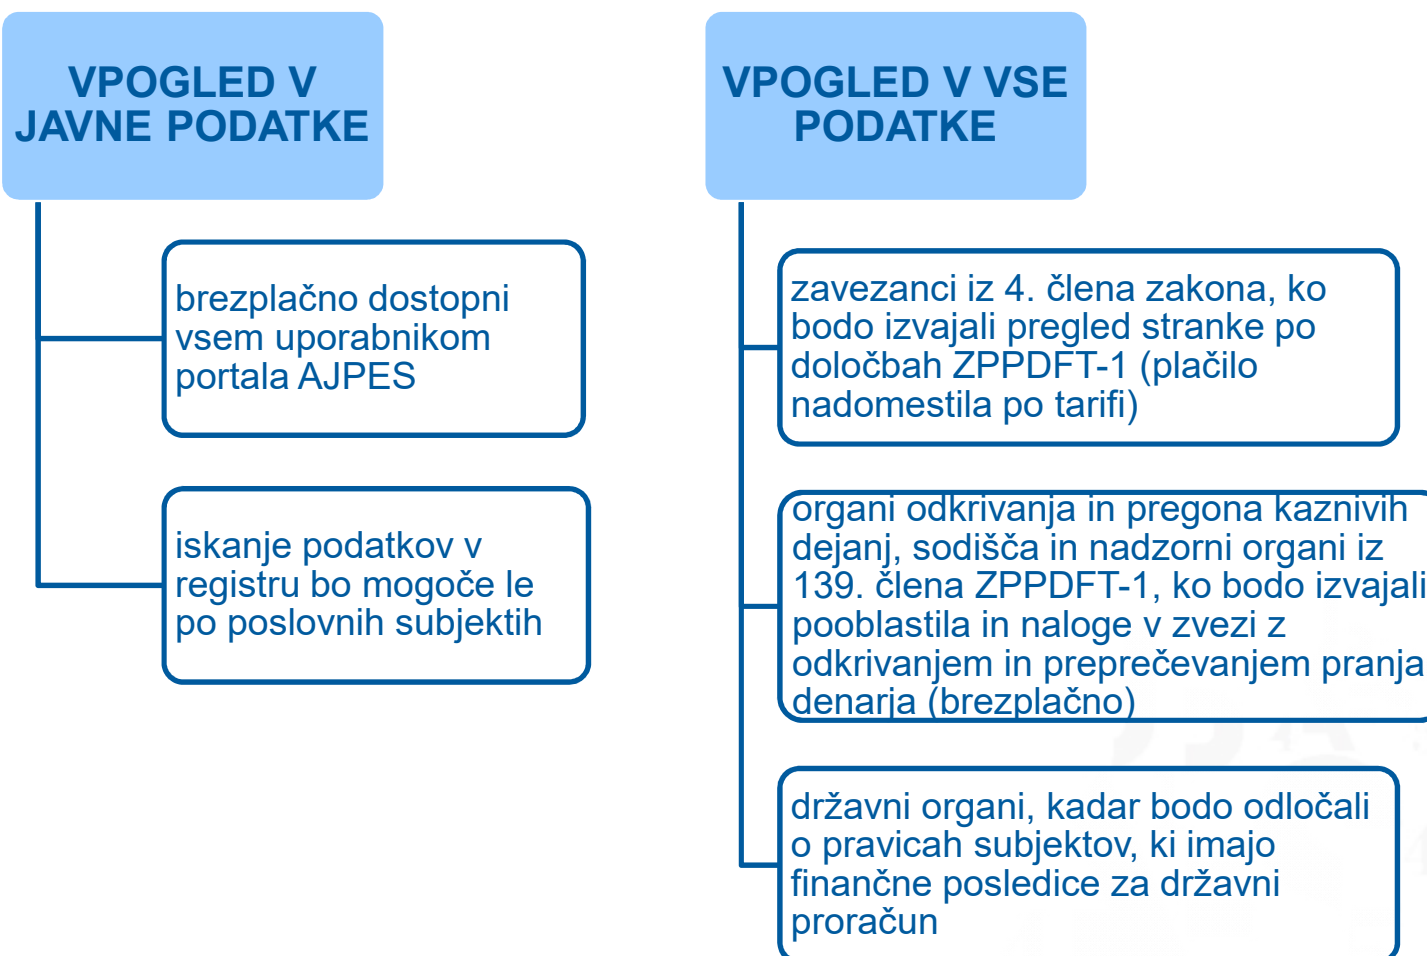 VPOGLED V
JAVNE PODATKE
brezplačno dostopni
vsem uporabnikom
portala AJPES
iskanje podatkov v
registru bo mogoče le
po poslovnih subjektih
VPOGLED V VSE
PODATKE
zavezanci iz 4. člena zakona, ko
bodo izvajali pregled stranke po
določbah ZPPDFT-1 (plačilo
nadomestila po tarifi)
organi odkrivanja in pregona kaznivih
dejanj, sodišča in nadzorni organi iz
139. člena ZPPDFT-1, ko bodo izvajali
pooblastila in naloge v zvezi z
odkrivanjem in preprečevanjem pranja
denarja (brezplačno)
državni organi, kadar bodo odločali
o pravicah subjektov, ki imajo
finančne posledice za državni
proračun